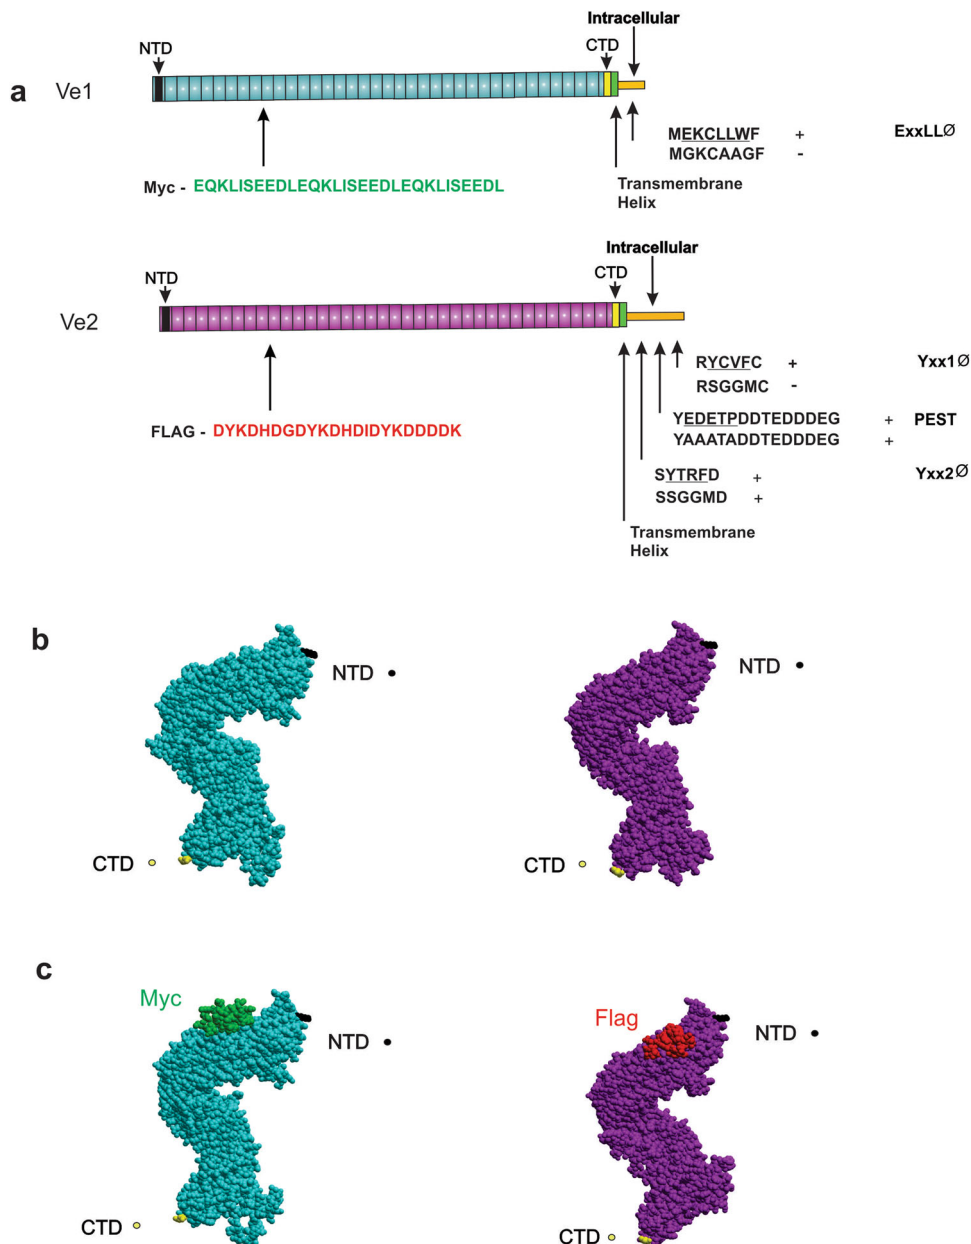 a
Intracellular
NTD
CTD
Ve1
MEKCLLWF + ExxLLØ
MGKCAAGF -
Myc - EQKLISEEDLEQKLISEEDLEQKLISEEDL
Transmembrane
Helix
Intracellular
NTD
CTD
Ve2
RYCVFC + Yxx1Ø
RSGGMC -
FLAG - DYKDHDGDYKDHDIDYKDDDDK
YEDETPDDTEDDDEG + PEST
YAAATADDTEDDDEG +
SYTRFD + Yxx2Ø
SSGGMD +
Transmembrane
Helix
b
NTD
NTD
CTD
CTD
c
Myc
Flag
NTD
NTD
CTD
CTD